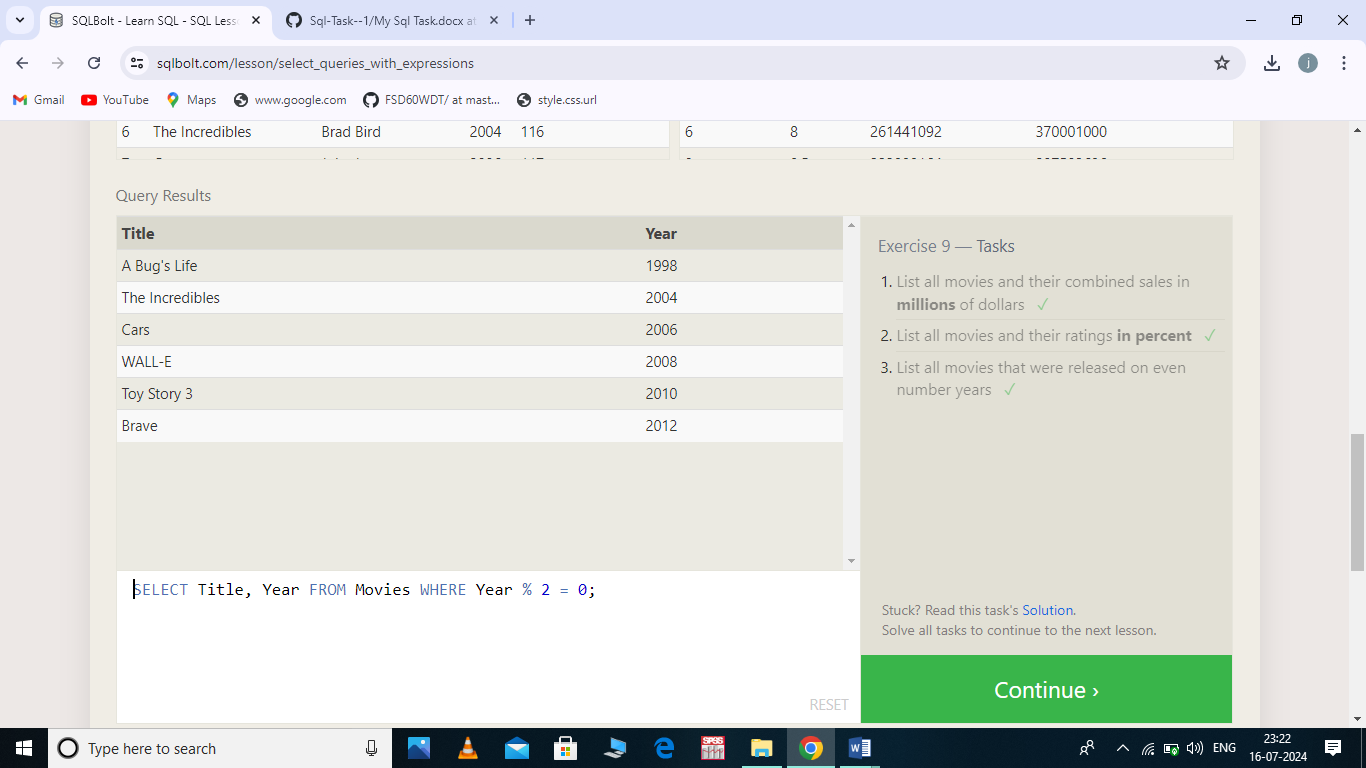 SQLBolt - Learn SQL - SQL Less
Sql-Task--1/My Sql Task.docx at
sqlbolt.com/lesson/select_queries_with_expressions
j
Gmail
YouTube
Maps
www.google.com
FSD60WDT/ at mast...
style.css.url
6 The Incredibles Brad Bird 2004 116
6 8 261441092 370001000
Query Results
Title Year
A Bug's Life 1998
The Incredibles 2004
Cars 2006
WALL-E 2008
Toy Story 3 2010
Brave 2012
SELECT Title, Year FROM Movies WHERE Year % 2 = 0;
RESET
Exercise 9 — Tasks
1. List all movies and their combined sales in
millions of dollars ✓
2. List all movies and their ratings in percent ✓
3. List all movies that were released on even
number years ✓
Stuck? Read this task's Solution.
Solve all tasks to continue to the next lesson.
Continue ›
Type here to search
SPSS
ENG
23:22
16-07-2024